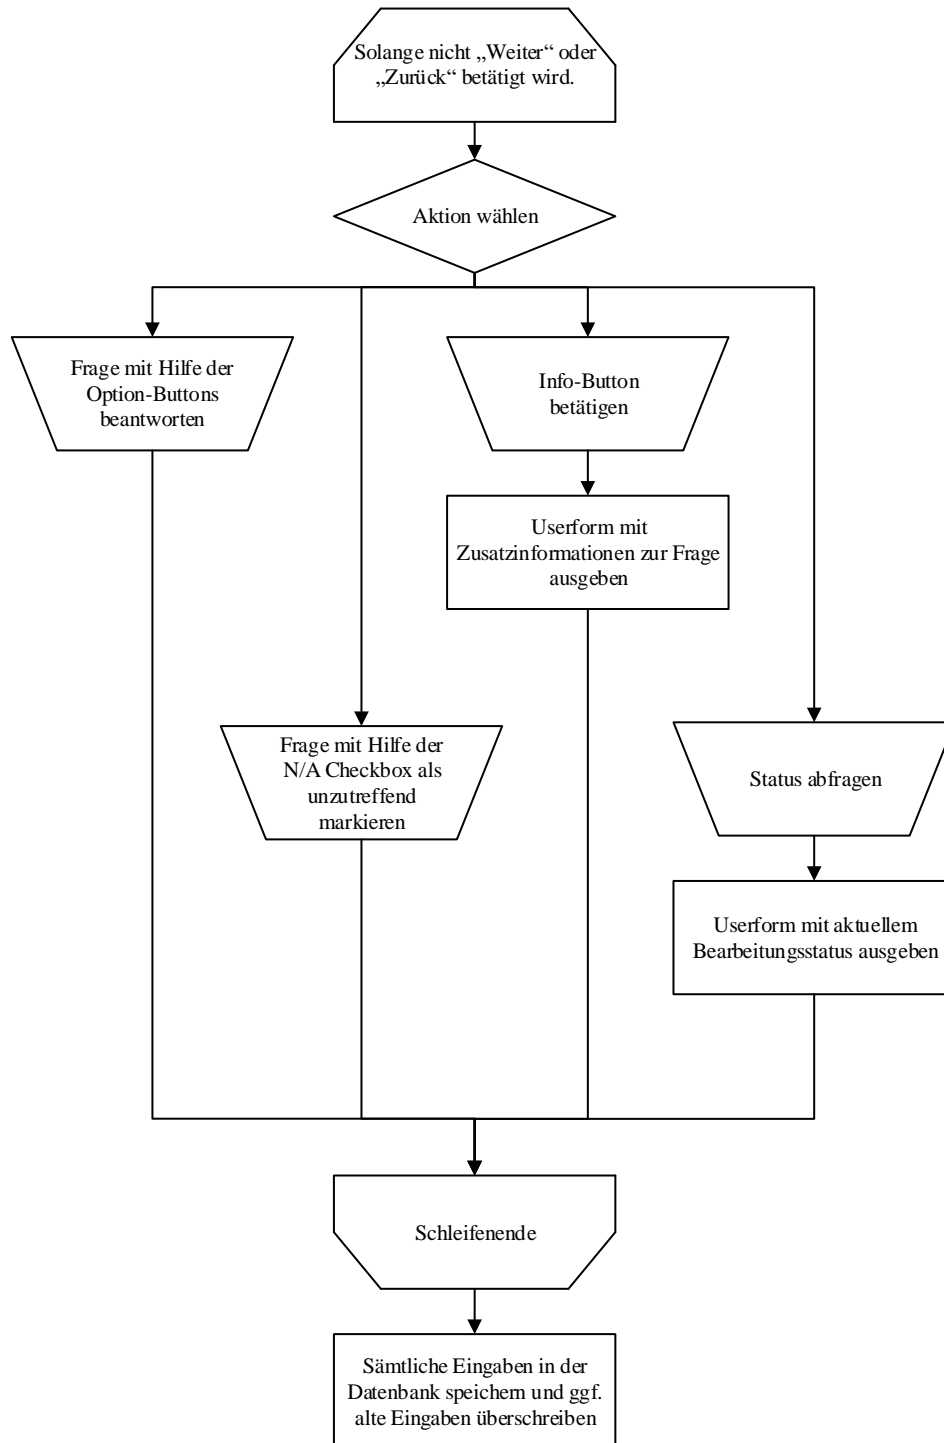 Solange nicht „Weiter“ oder
„Zurück“ betätigt wird.
Aktion wählen
Frage mit Hilfe der
Option-Buttons
beantworten
Info-Button
betätigen
Userform mit
Zusatzinformationen zur Frage
ausgeben
Frage mit Hilfe der
N/A Checkbox als
unzutreffend
markieren
Status abfragen
Userform mit aktuellem
Bearbeitungsstatus ausgeben
Schleifenende
Sämtliche Eingaben in der
Datenbank speichern und ggf.
alte Eingaben überschreiben